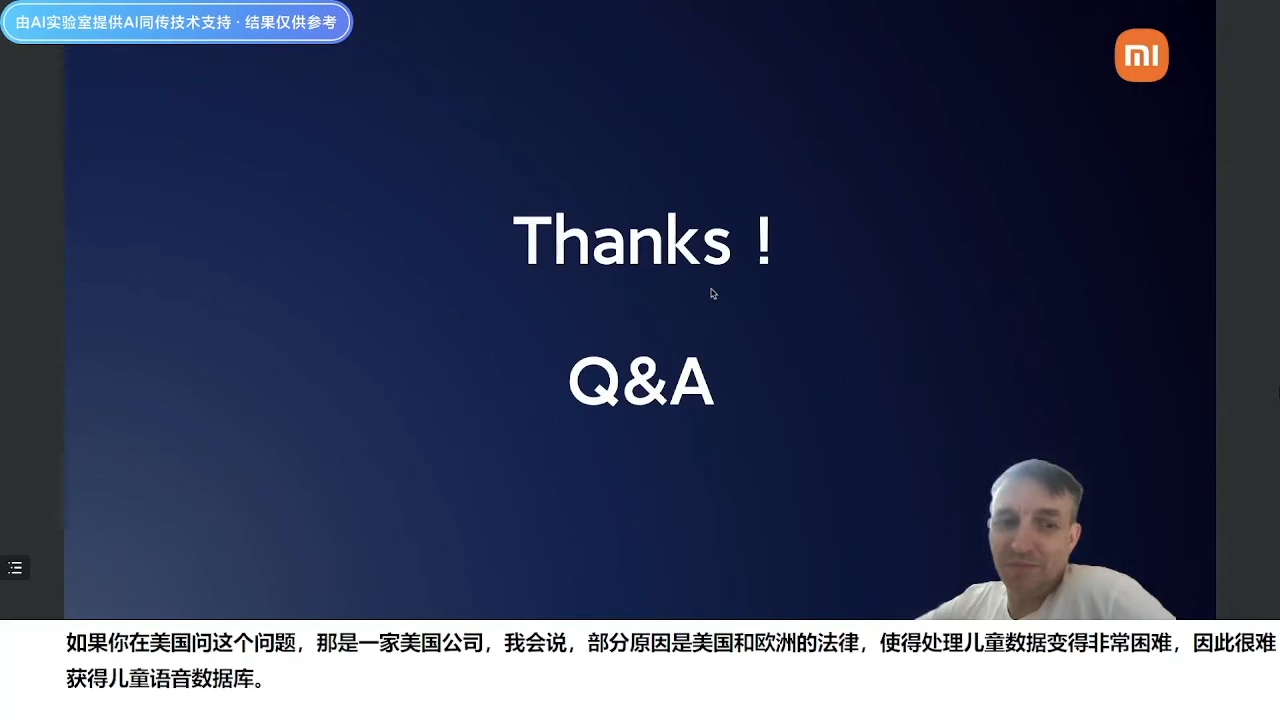 由AI实验室提供AI同传技术支持 · 结果仅供参考
mi
Thanks！
Q&A
如果你在美国问这个问题，那是一家美国公司，我会说，部分原因是美国和欧洲的法律，使得处理儿童数据变得非常困难，因此很难
获得儿童语音数据库。